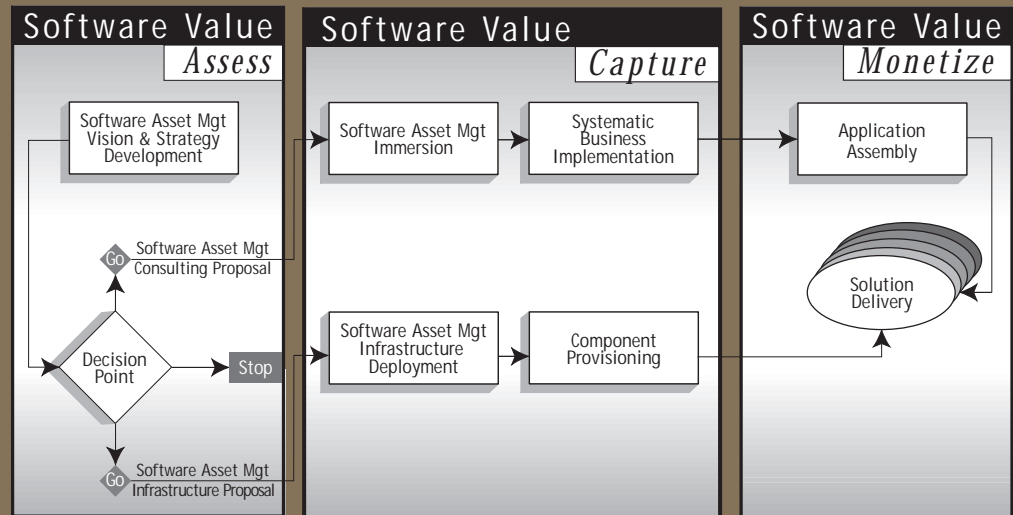 Software Value
Assess
Software Asset Mgt
Vision & Strategy
Development
Go
Software Asset Mgt
Consulting Proposal
Decision
Point
Stop
Go
Software Asset Mgt
Infrastructure Proposal
Software Value
Capture
Software Asset Mgt
Immersion
Systematic
Business
Implementation
Software Asset Mgt
Infrastructure
Deployment
Component
Provisioning
Software Value
Monetize
Application
Assembly
Solution
Delivery